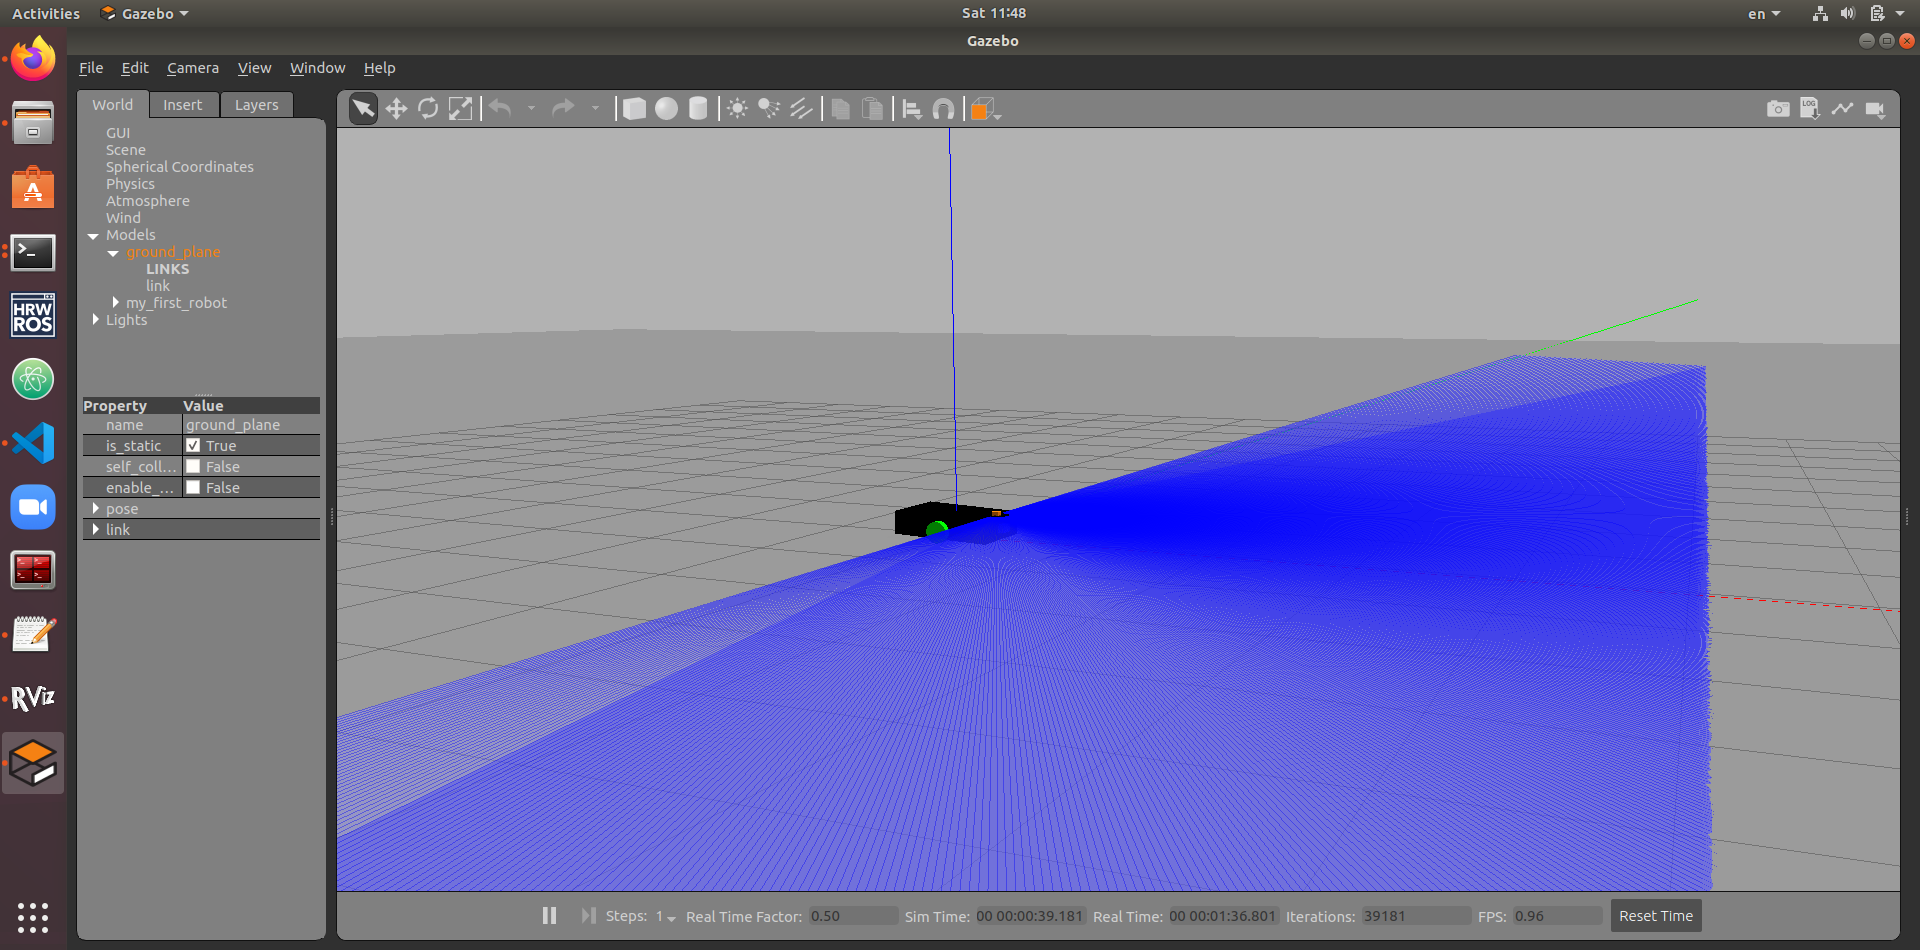 Activities Gazebo Sat 11:48 en
Gazebo
File Edit Camera View Window Help
World Insert Layers
GUI
Scene
Spherical Coordinates
Physics
Atmosphere
Wind
Models
ground_plane
LINKS
link
my_first_robot
Lights
Property Value
name ground_plane
is_static True
self_coll... False
enable_... False
pose
link
HRW
ROS
RViz
LOG
Steps: 1 Real Time Factor: 0.50 Sim Time: 00 00:00:39.181 Real Time: 00 00:01:36.801 Iterations: 39181 FPS: 0.96 Reset Time